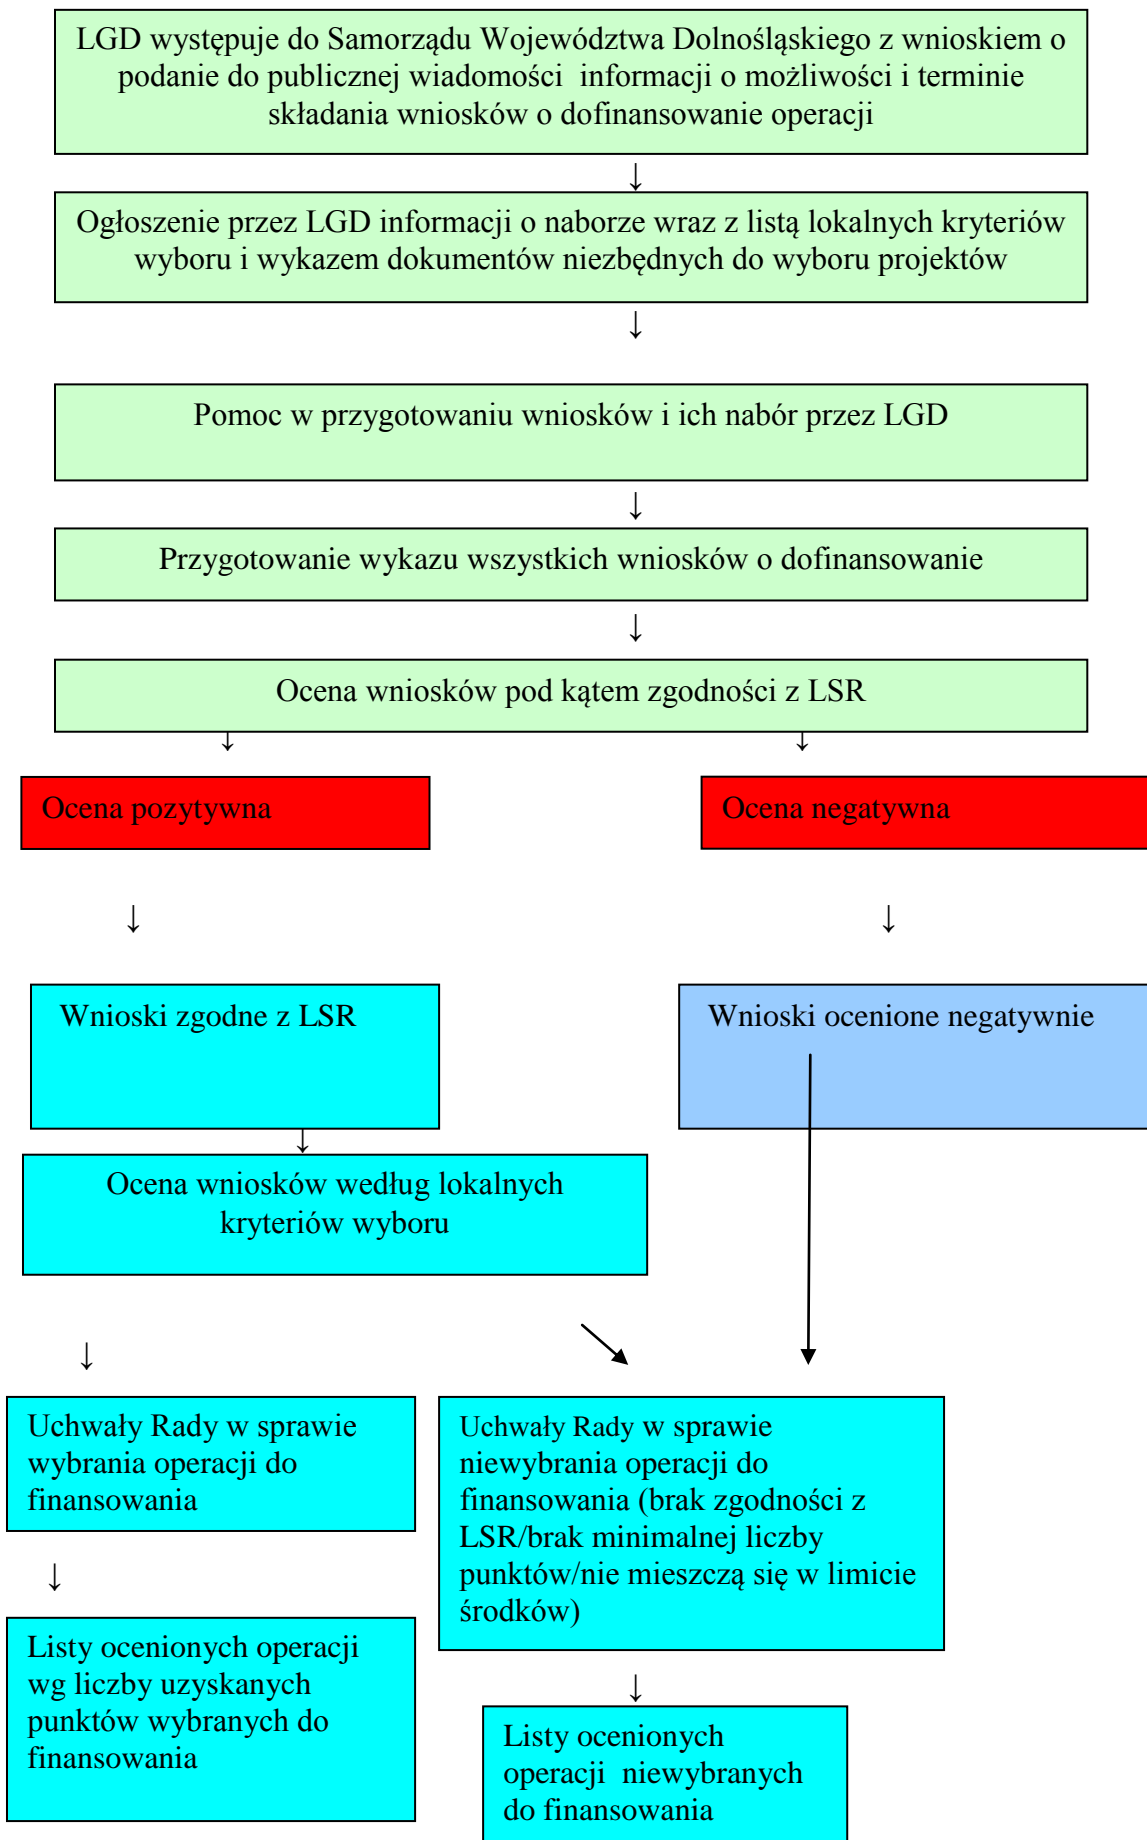 LGD występuje do Samorządu Województwa Dolnośląskiego z wnioskiem o
podanie do publicznej wiadomości informacji o możliwości i terminie
składania wniosków o dofinansowanie operacji
↓
Ogłoszenie przez LGD informacji o naborze wraz z listą lokalnych kryteriów
wyboru i wykazem dokumentów niezbędnych do wyboru projektów
↓
Pomoc w przygotowaniu wniosków i ich nabór przez LGD
↓
Przygotowanie wykazu wszystkich wniosków o dofinansowanie
↓
Ocena wniosków pod kątem zgodności z LSR
↓ ↓
Ocena pozytywna
Ocena negatywna
↓ ↓
Wnioski zgodne z LSR
Wnioski ocenione negatywnie
↓
Ocena wniosków według lokalnych
kryteriów wyboru
↓
Uchwały Rady w sprawie
wybrania operacji do
finansowania
Uchwały Rady w sprawie
niewybrania operacji do
finansowania (brak zgodności z
LSR/brak minimalnej liczby
punktów/nie mieszczą się w limicie
środków)
↓
Listy ocenionych operacji
wg liczby uzyskanych
punktów wybranych do
finansowania
↓
Listy ocenionych
operacji niewybranych
do finansowania